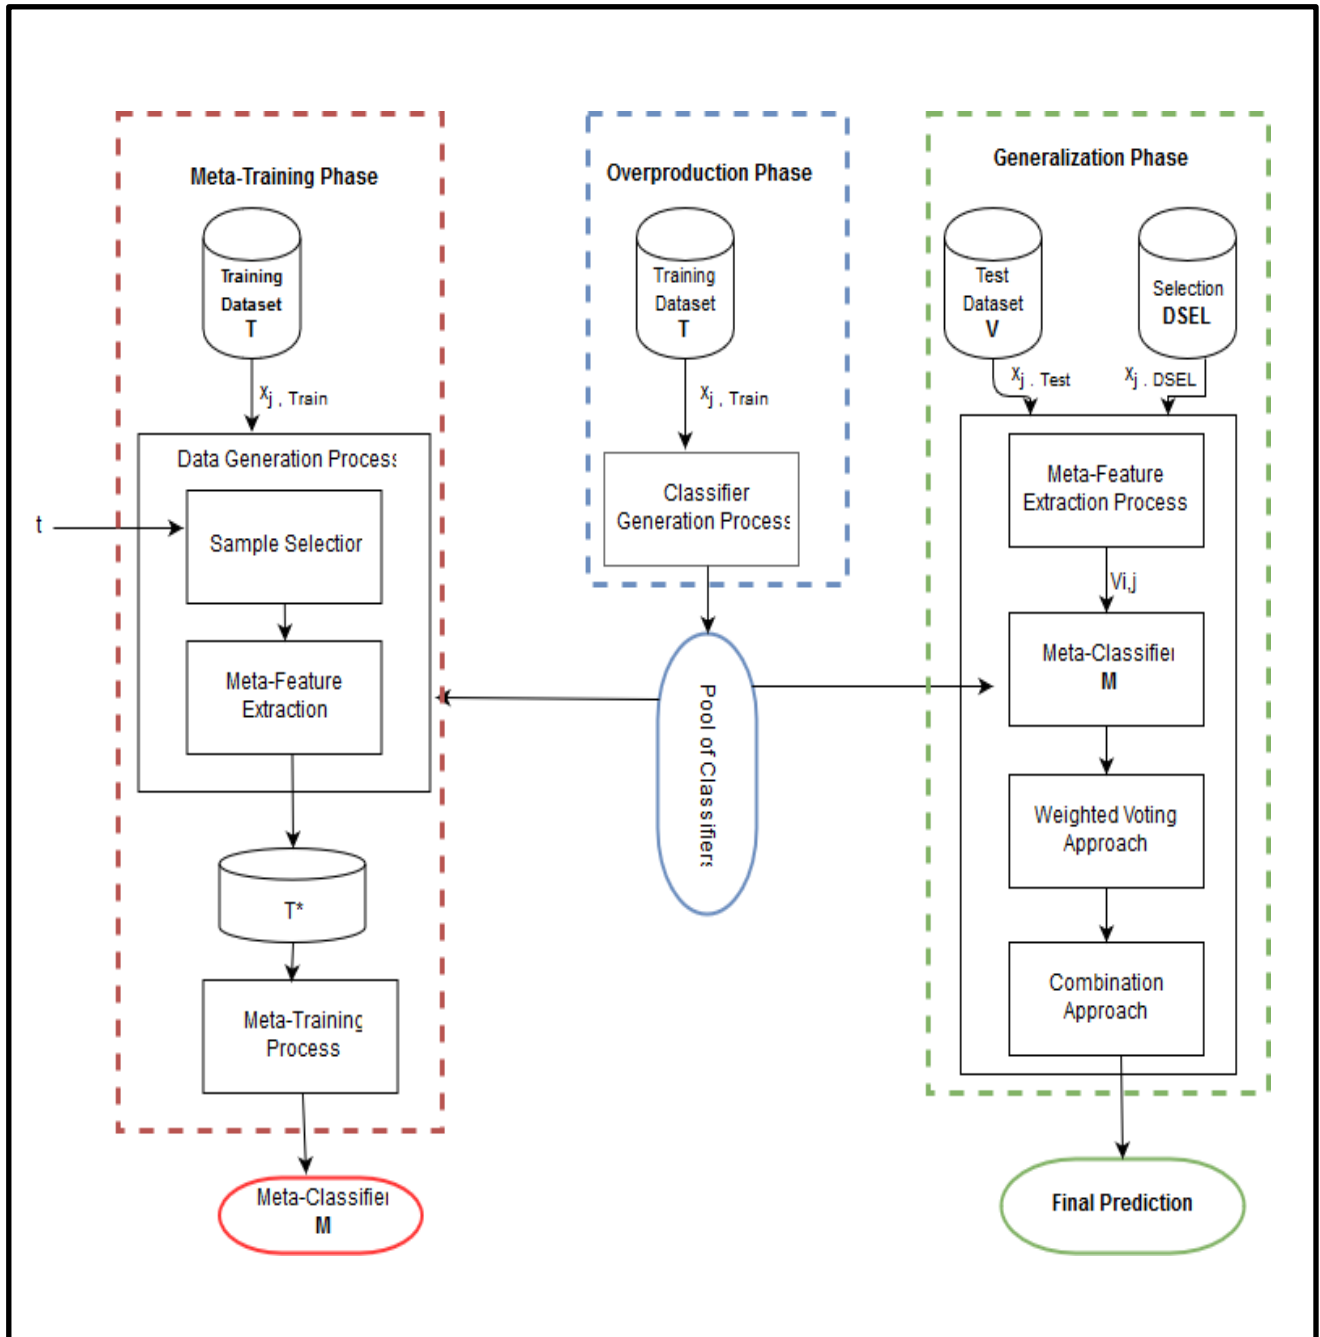 Meta-Training Phase
Training
Dataset
T
xj , Train
Data Generation Process
t
Sample Selection
Meta-Feature
Extraction
T*
Meta-Training
Process
Meta-Classifier
M
Overproduction Phase
Training
Dataset
T
xj , Train
Classifier
Generation Process
Pool of Classifiers
Generalization Phase
Test
Dataset
V
Selection
DSEL
xj . Test
xj . DSEL
Meta-Feature
Extraction Process
Vi,j
Meta-Classifier
M
Weighted Voting
Approach
Combination
Approach
Final Prediction